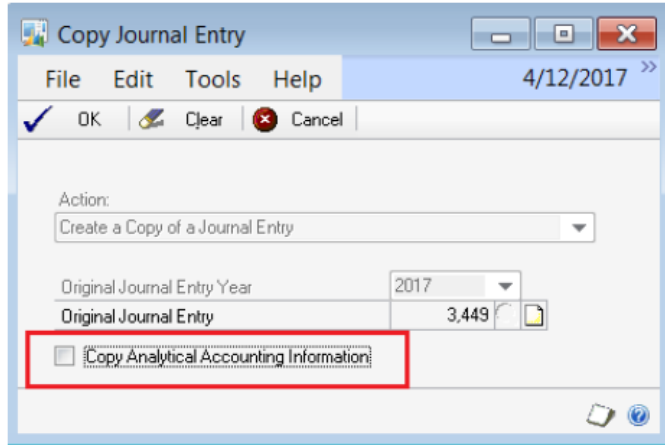 Copy Journal Entry
File Edit Tools Help 4/12/2017 »
OK Clear Cancel
Action:
Create a Copy of a Journal Entry
Original Journal Entry Year 2017
Original Journal Entry 3,449
Copy Analytical Accounting Information